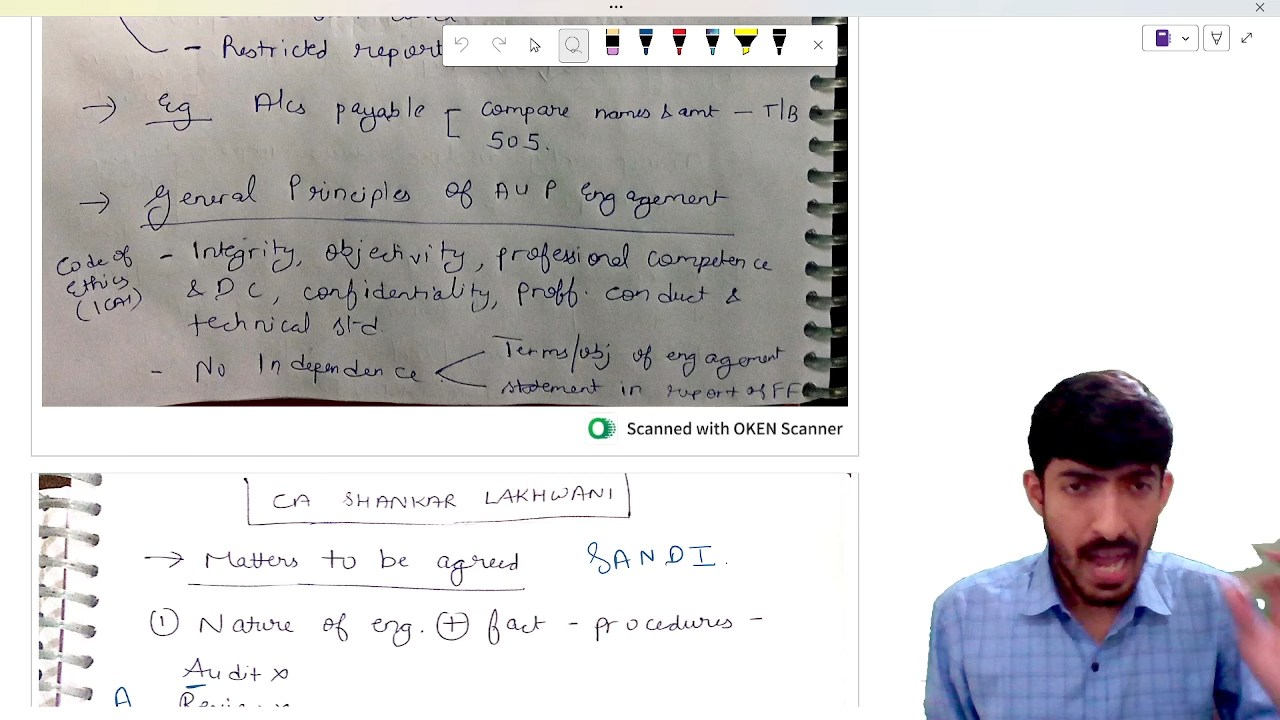 - Restricted report
→ Eg A/cs payable [ compare names & amt - T/B
SOS.
→ General Principles of AUP Engagement
Code of Ethics (ICAI)
- Integrity, objectivity, professional competence
& DC, confidentiality, proff. conduct &
technical std
- No Independence < Terms/obj of engagement
statement in report of FF
Scanned with OKEN Scanner
CA SHANKAR LAKHWANI
→ Matters to be agreed SANDI.
① Nature of eng. ⊕ fact - procedures -
Audit x
A